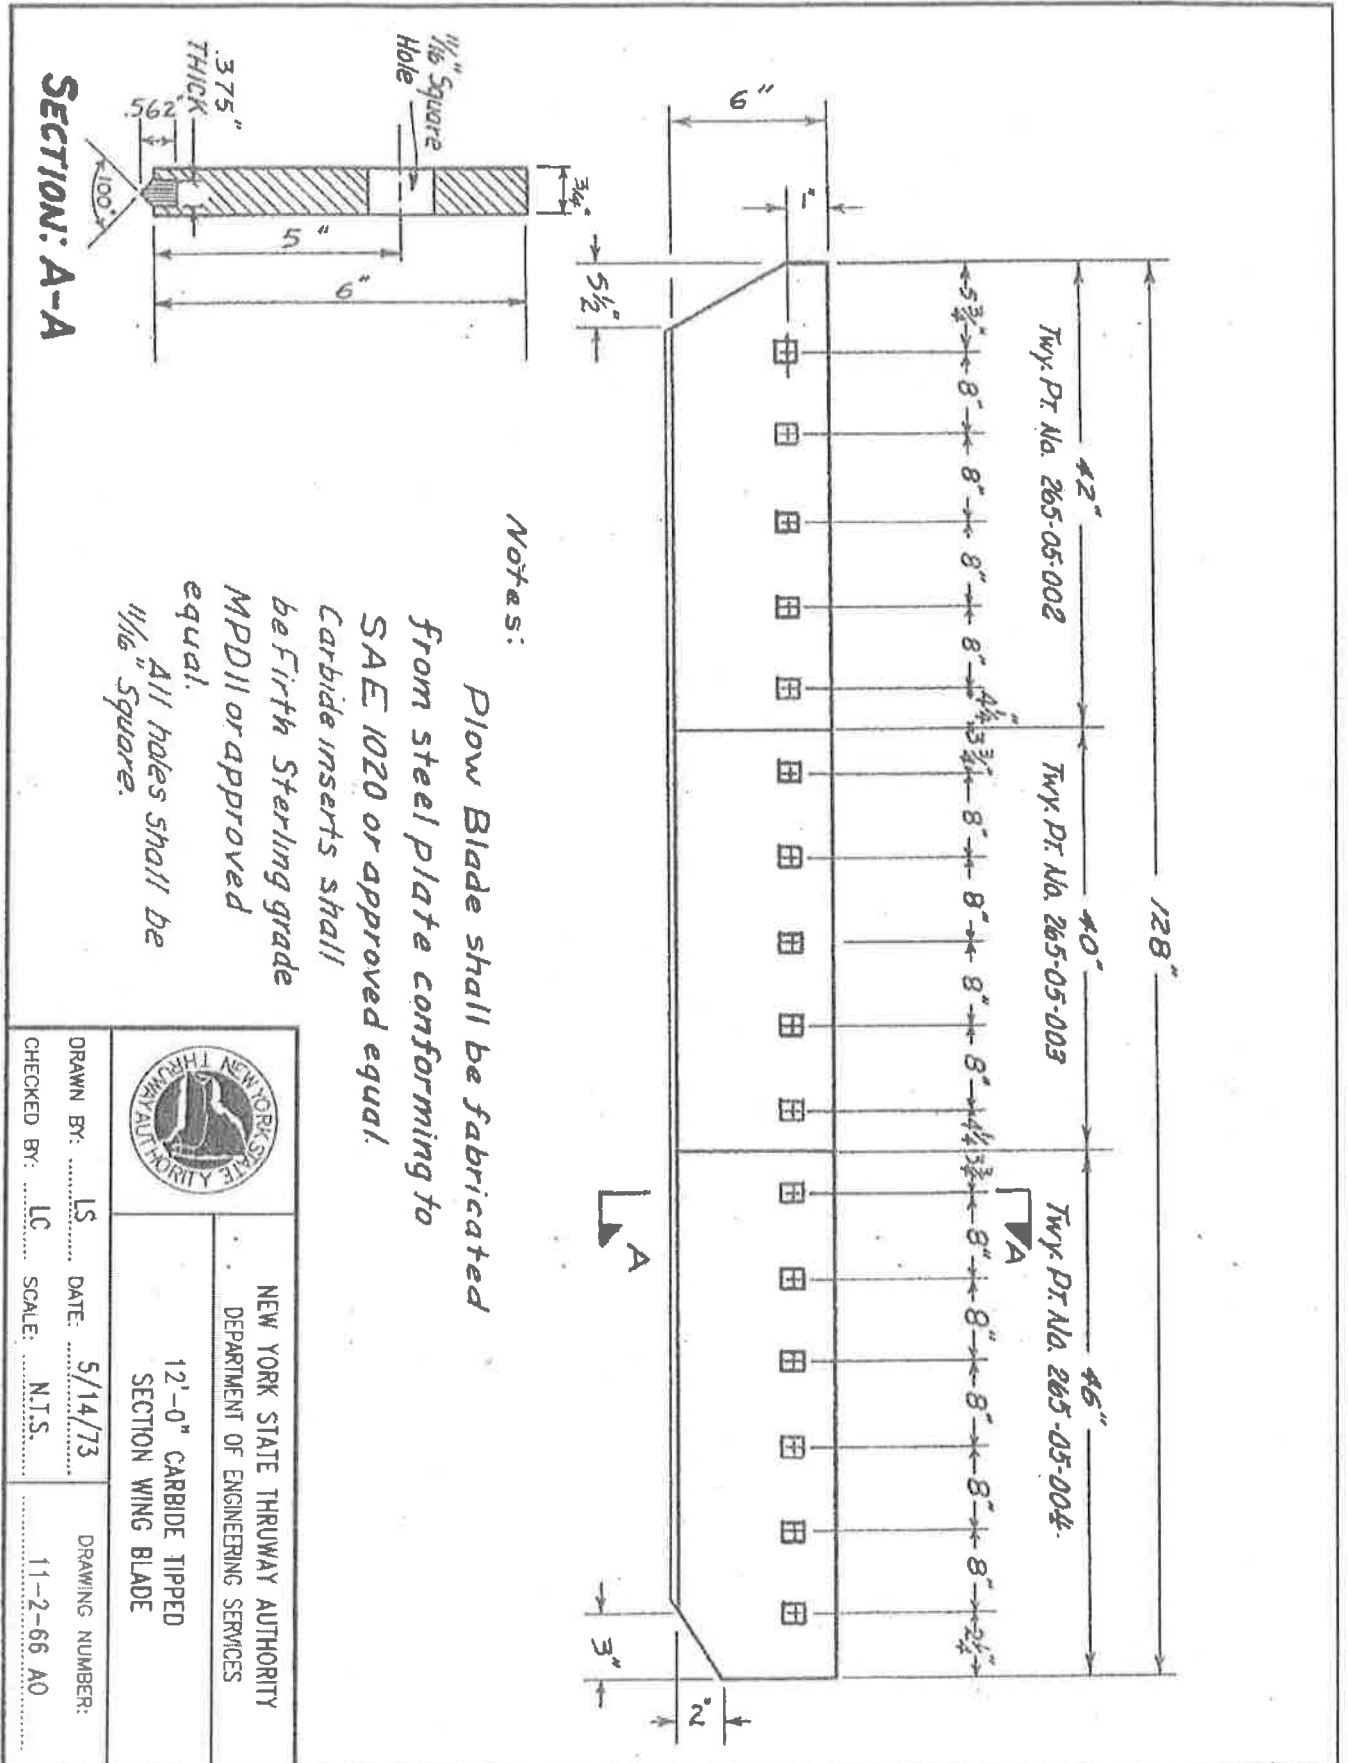 128"
42"
40"
46"
Twy. Pt. No. 265-05-002
Twy. Pt. No. 265-05-003
Twy. Pt. No. 265-05-004
5 3/4" 8" 8" 8" 8" 4 1/4" 3 3/4" 8" 8" 8" 8" 4 1/4" 3 3/4" 8" 8" 8" 8" 8" 2 1/4"
A
1"
6"
A
5 1/2"
3"
2"
3/4"
11/16" Square
Hole
5"
6"
.375"
THICK
.562"
100°
SECTION: A-A
Notes:
Plow Blade shall be fabricated
from steel plate conforming to
SAE 1020 or approved equal.
Carbide inserts shall
be Firth Sterling grade
MPD11 or approved
equal.
All holes shall be
11/16" Square.
NEW YORK STATE
THRUWAY AUTHORITY
NEW YORK STATE THRUWAY AUTHORITY
DEPARTMENT OF ENGINEERING SERVICES
12'-0" CARBIDE TIPPED
SECTION WING BLADE
DRAWN BY: LS DATE: 5/14/73
CHECKED BY: LC SCALE: N.T.S.
DRAWING NUMBER:
11-2-66 A0